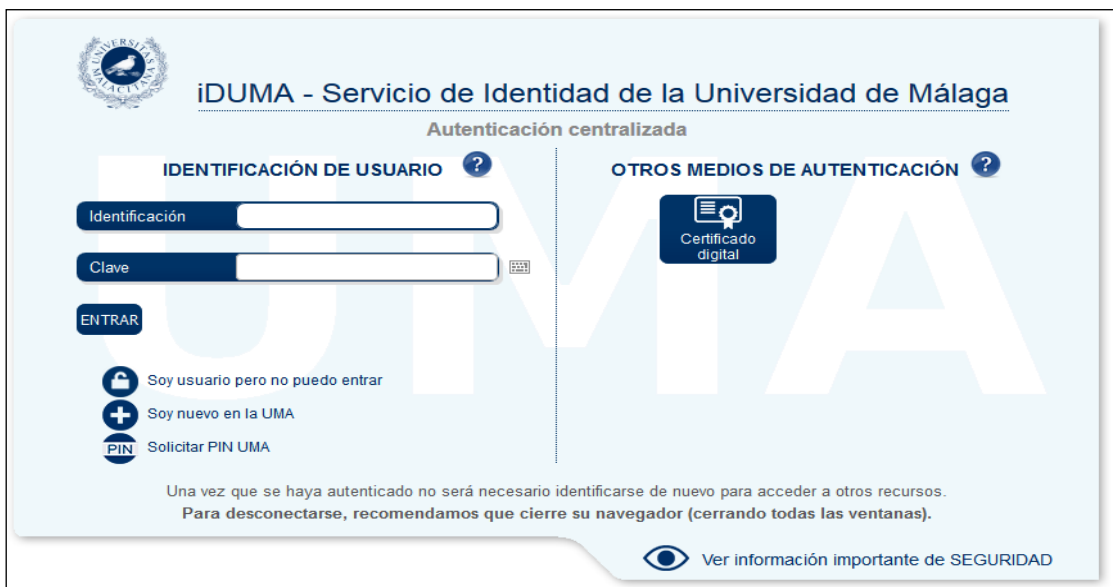 UNIVERSITAS MALACITANA
iDUMA - Servicio de Identidad de la Universidad de Málaga
Autenticación centralizada
IDENTIFICACIÓN DE USUARIO ?
Identificación
Clave
ENTRAR
Soy usuario pero no puedo entrar
Soy nuevo en la UMA
PIN Solicitar PIN UMA
OTROS MEDIOS DE AUTENTICACIÓN ?
Certificado
digital
UMA
Una vez que se haya autenticado no será necesario identificarse de nuevo para acceder a otros recursos.
Para desconectarse, recomendamos que cierre su navegador (cerrando todas las ventanas).
Ver información importante de SEGURIDAD